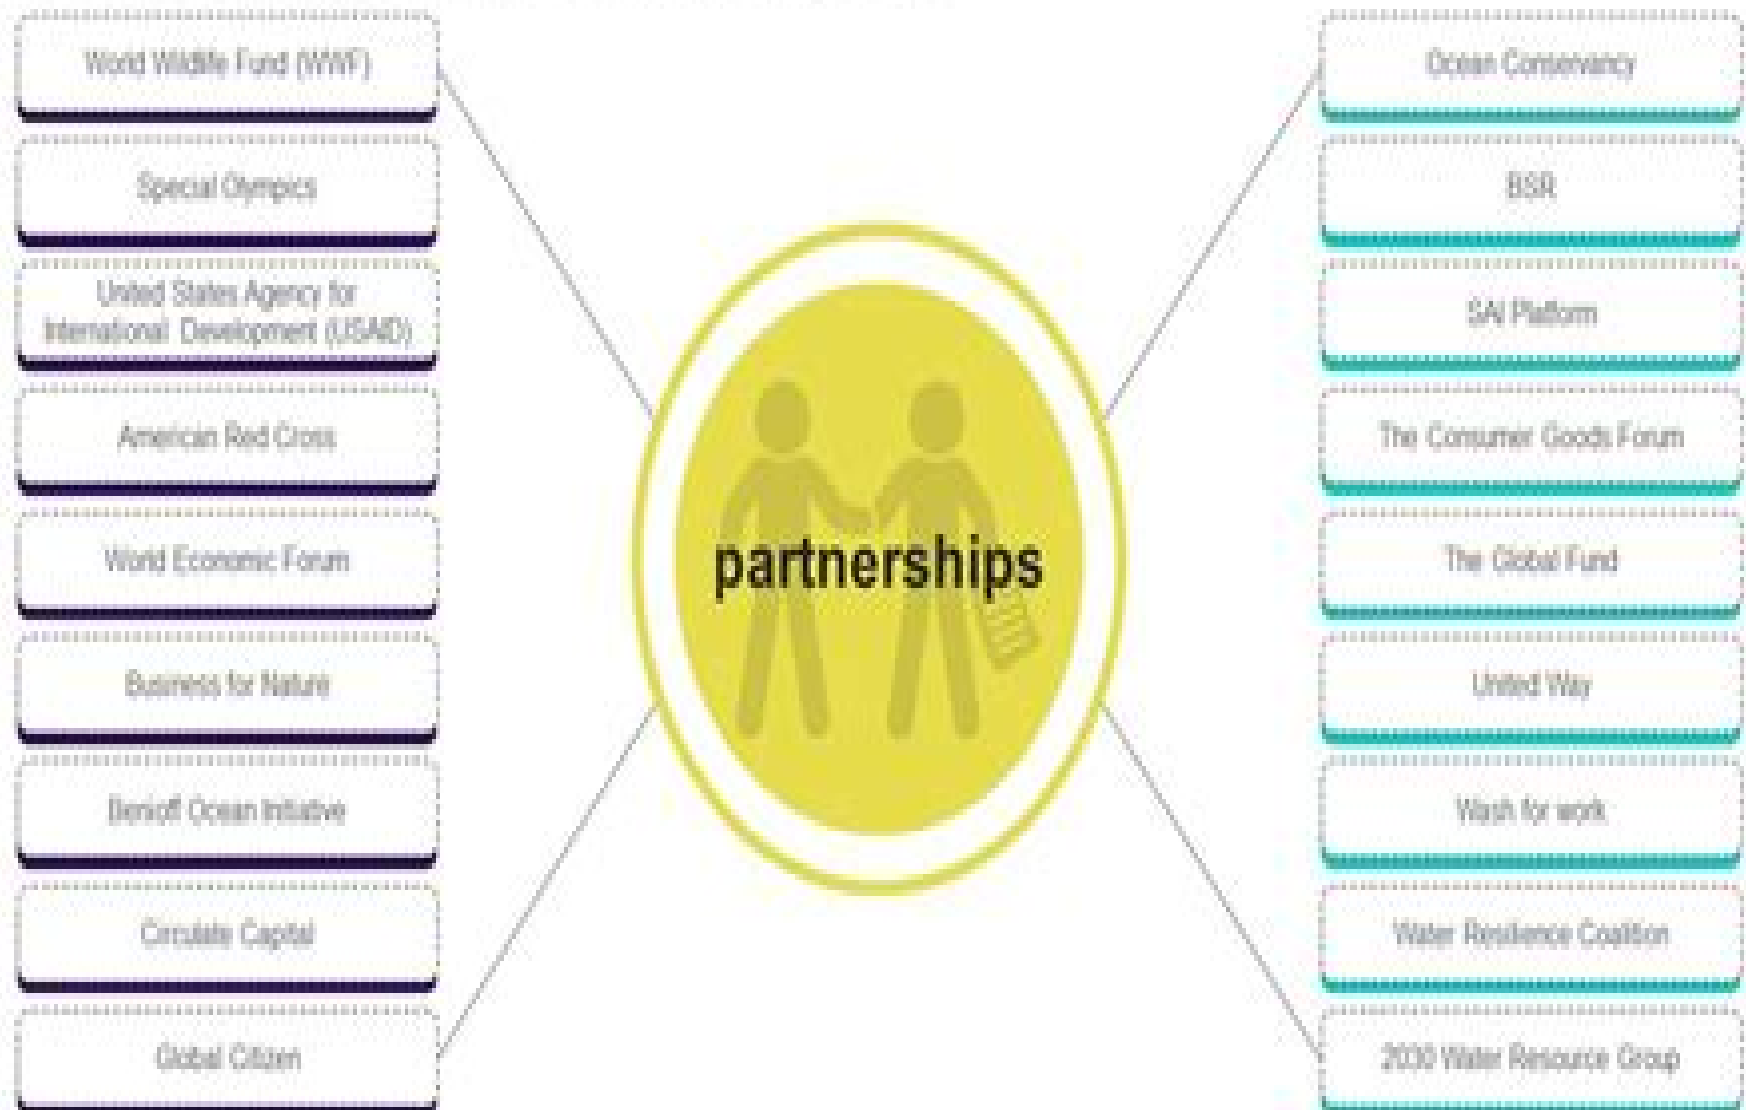 World Wildlife Fund (WWF)
Special Olympics
United States Agency for
International Development (USAID)
American Red Cross
World Economic Forum
Business for Nature
Benioff Ocean Initiative
Circulate Capital
Global Citizen
partnerships
Ocean Conservancy
BSR
SAI Platform
The Consumer Goods Forum
The Global Fund
United Way
Wash for work
Water Resilience Coalition
2030 Water Resource Group